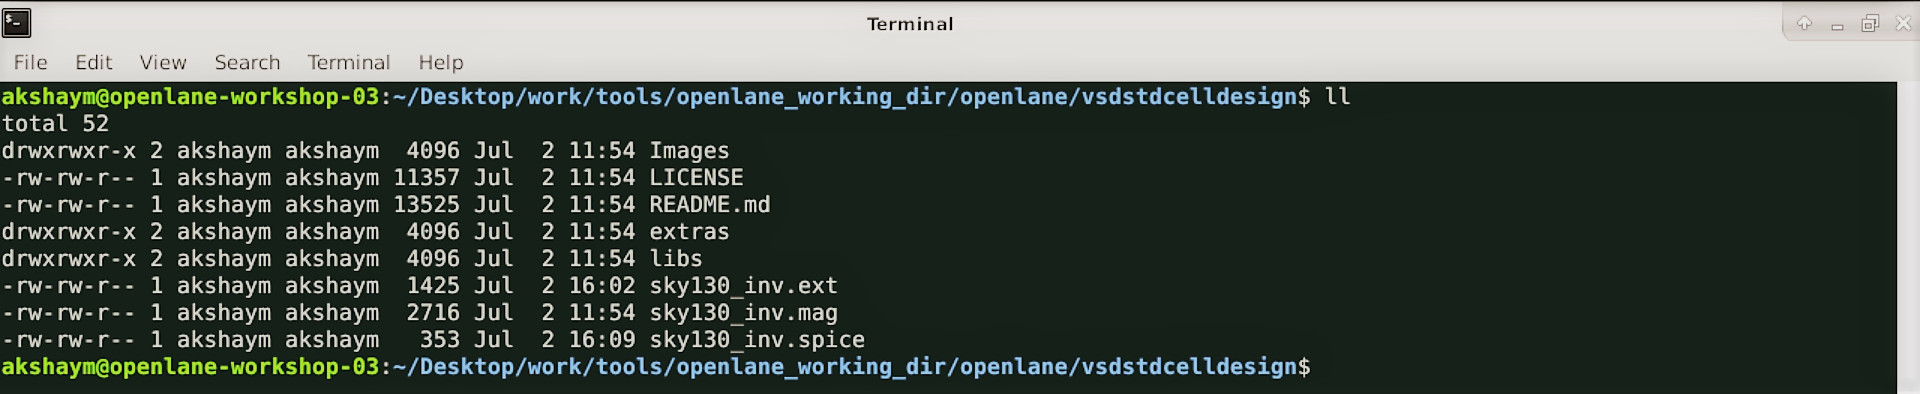 Terminal
File Edit View Search Terminal Help
akshaym@openlane-workshop-03:~/Desktop/work/tools/openlane_working_dir/openlane/vsdstdcelldesign$ ll
total 52
drwxrwxr-x 2 akshaym akshaym  4096 Jul  2 11:54 Images
-rw-rw-r-- 1 akshaym akshaym 11357 Jul  2 11:54 LICENSE
-rw-rw-r-- 1 akshaym akshaym 13525 Jul  2 11:54 README.md
drwxrwxr-x 2 akshaym akshaym  4096 Jul  2 11:54 extras
drwxrwxr-x 2 akshaym akshaym  4096 Jul  2 11:54 libs
-rw-rw-r-- 1 akshaym akshaym  1425 Jul  2 16:02 sky130_inv.ext
-rw-rw-r-- 1 akshaym akshaym  2716 Jul  2 11:54 sky130_inv.mag
-rw-rw-r-- 1 akshaym akshaym   353 Jul  2 16:09 sky130_inv.spice
akshaym@openlane-workshop-03:~/Desktop/work/tools/openlane_working_dir/openlane/vsdstdcelldesign$